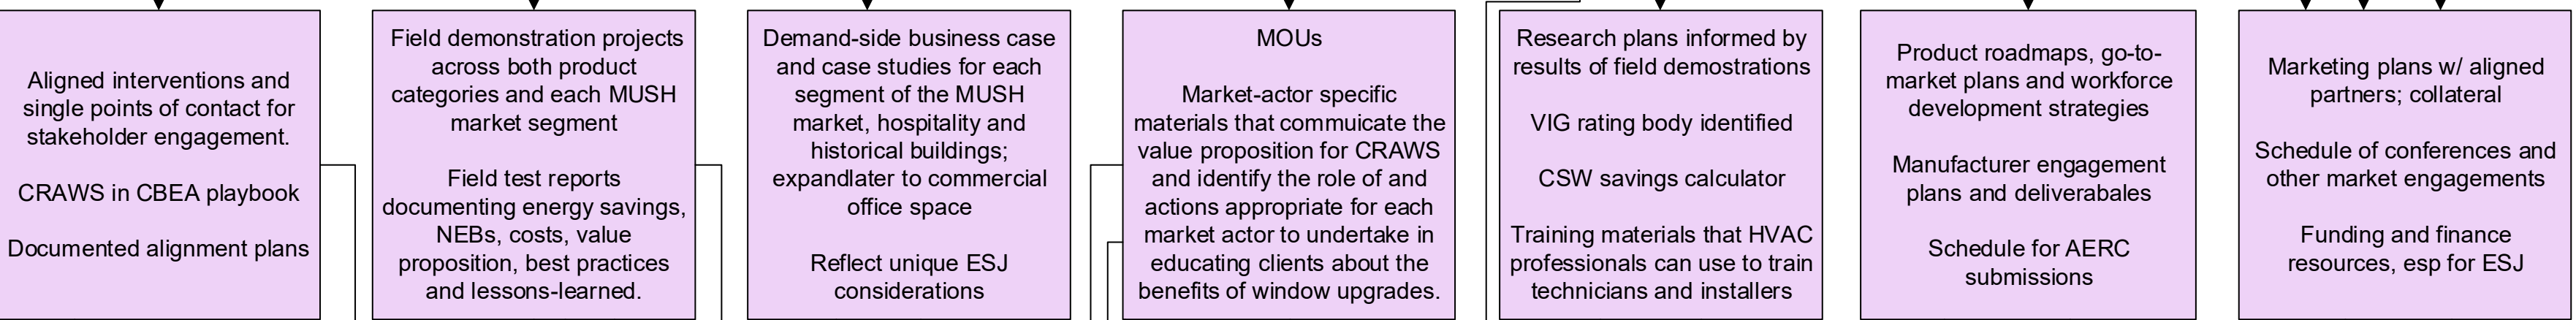 Aligned interventions and
single points of contact for
stakeholder engagement.
CRAWS in CBEA playbook
Documented alignment plans
Field demonstration projects
across both product
categories and each MUSH
market segment
Field test reports
documenting energy savings,
NEBs, costs, value
proposition, best practices
and lessons-learned.
Demand-side business case
and case studies for each
segment of the MUSH
market, hospitality and
historical buildings;
expandlater to commercial
office space
Reflect unique ESJ
considerations
MOUs
Market-actor specific
materials that commuicate the
value proposition for CRAWS
and identify the role of and
actions appropriate for each
market actor to undertake in
educating clients about the
benefits of window upgrades.
Research plans informed by
results of field demostrations
VIG rating body identified
CSW savings calculator
Training materials that HVAC
professionals can use to train
technicians and installers
Product roadmaps, go-to-
market plans and workforce
development strategies
Manufacturer engagement
plans and deliverabales
Schedule for AERC
submissions
Marketing plans w/ aligned
partners; collateral
Schedule of conferences and
other market engagements
Funding and finance
resources, esp for ESJ